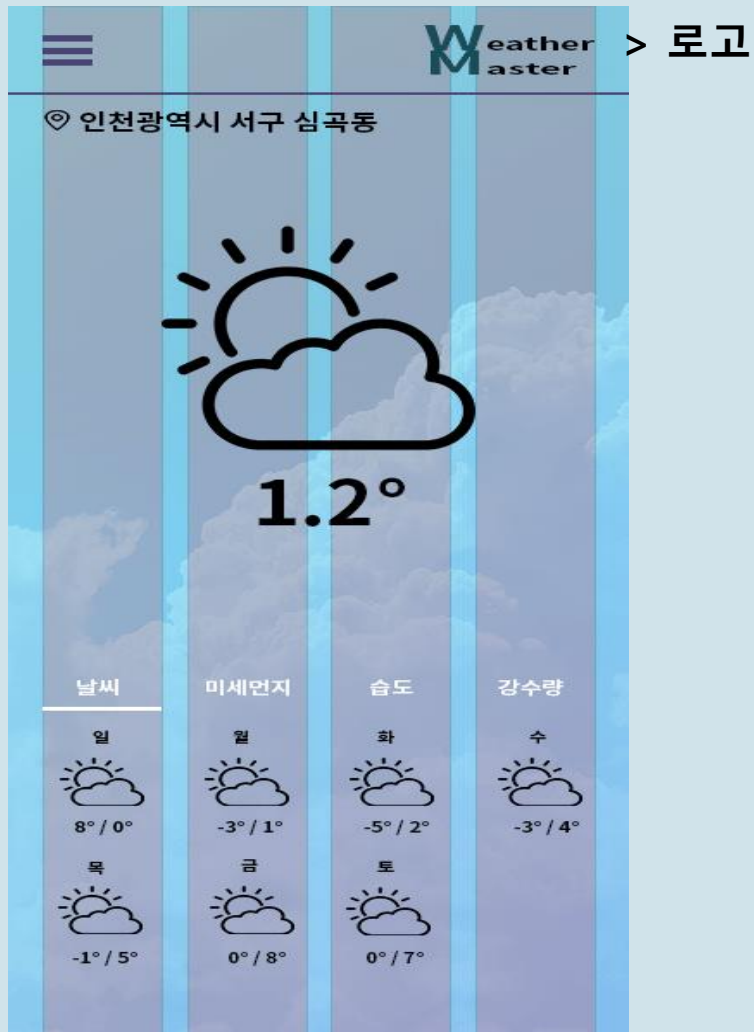 Weather
Master
> 로고
인천광역시 서구 심곡동
1.2°
날씨 미세먼지 습도 강수량
일 월 화 수
8° / 0° -3° / 1° -5° / 2° -3° / 4°
목 금 토
-1° / 5° 0° / 8° 0° / 7°